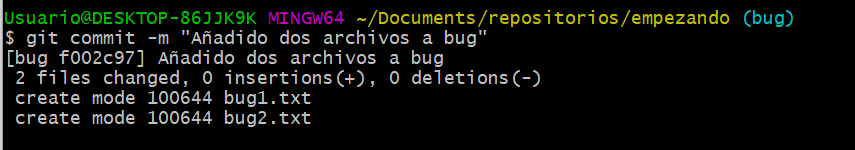 Usuario@DESKTOP-86JJK9K MINGW64 ~/Documents/repositorios/empezando (bug)
$ git commit -m "Añadido dos archivos a bug"
[bug f002c97] Añadido dos archivos a bug
 2 files changed, 0 insertions(+), 0 deletions(-)
 create mode 100644 bug1.txt
 create mode 100644 bug2.txt